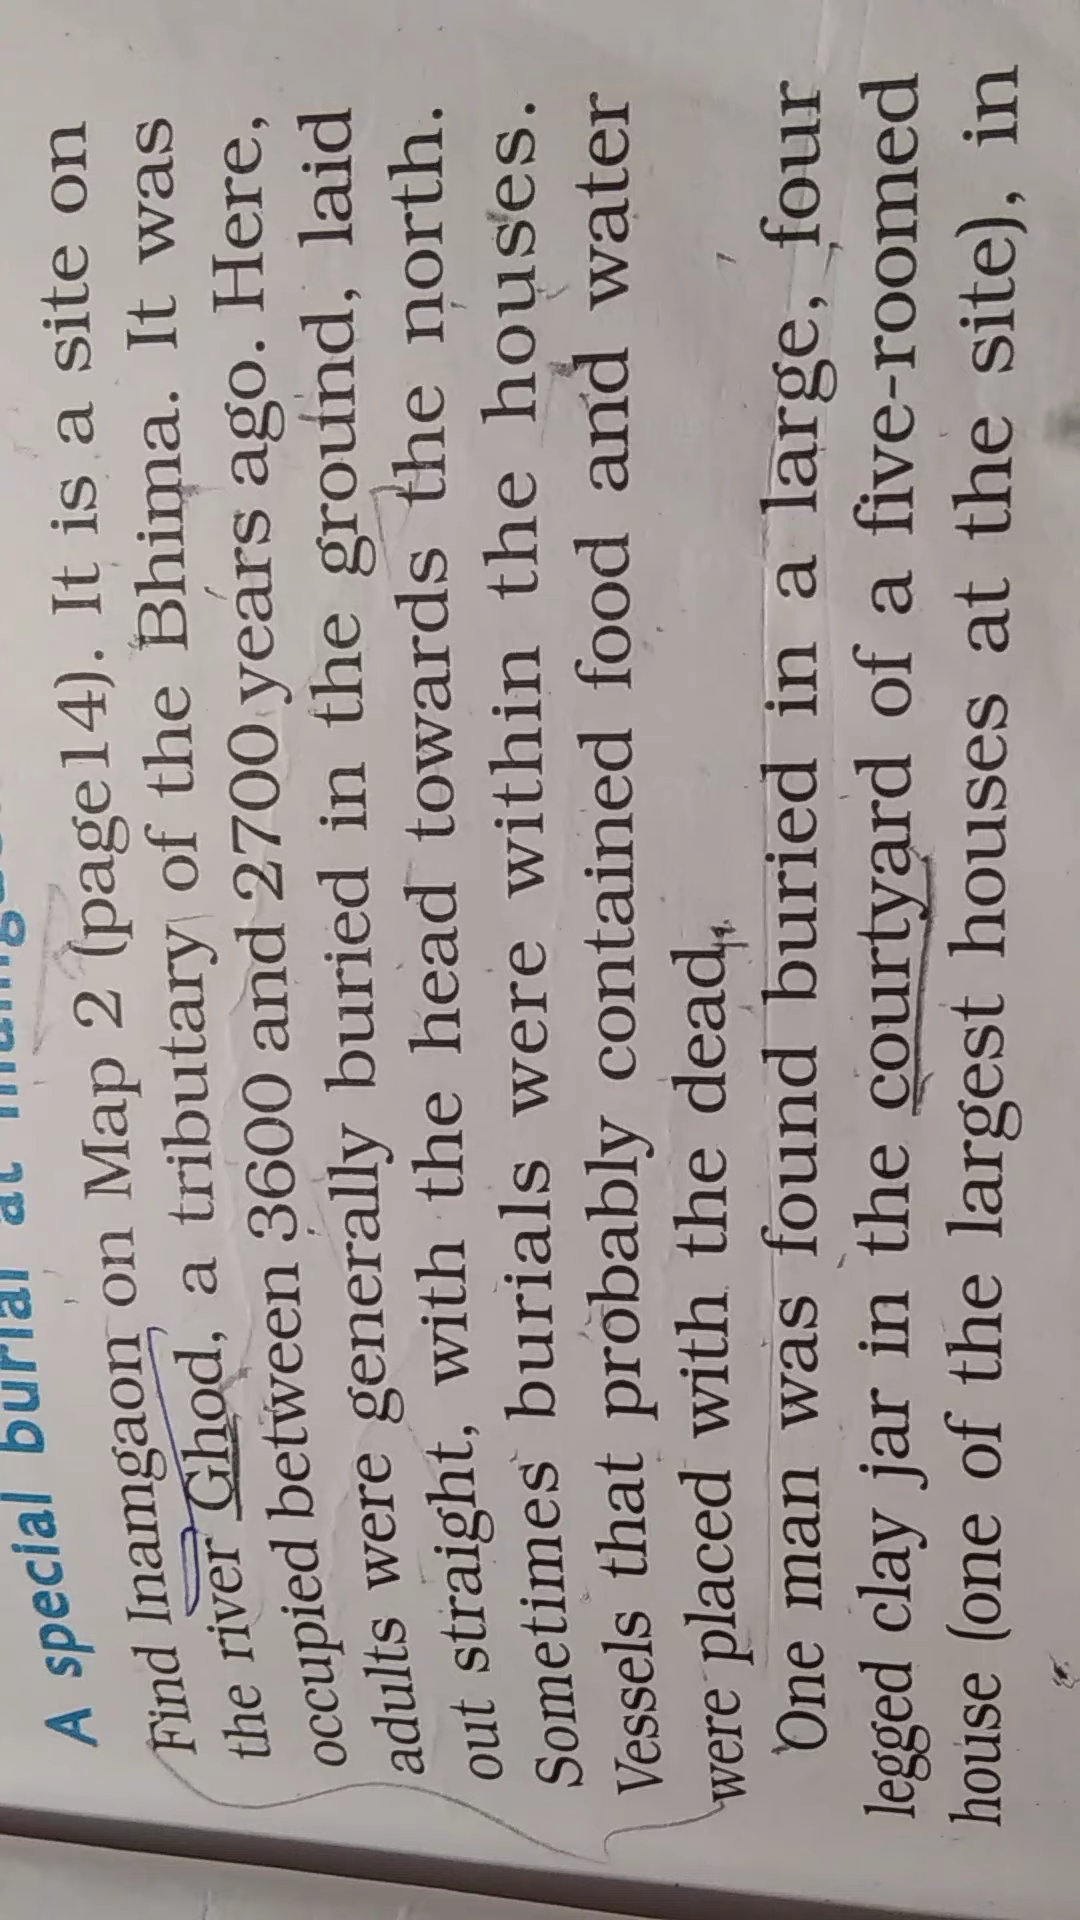 A special burial at Inamgaon
Find Inamgaon on Map 2 (page14). It is a site on
the river Ghod, a tributary of the Bhima. It was
occupied between 3600 and 2700 years ago. Here,
adults were generally buried in the ground, laid
out straight, with the head towards the north.
Sometimes burials were within the houses.
Vessels that probably contained food and water
were placed with the dead.
One man was found buried in a large, four
legged clay jar in the courtyard of a five-roomed
house (one of the largest houses at the site), in